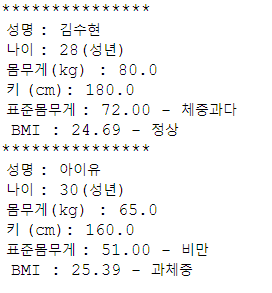 ***************
성명 : 김수현
나이 : 28(성년)
몸무게(kg) : 80.0
키 (cm): 180.0
표준몸무게 : 72.00 - 체중과다
BMI : 24.69 - 정상
***************
성명 : 아이유
나이 : 30(성년)
몸무게(kg) : 65.0
키 (cm): 160.0
표준몸무게 : 51.00 - 비만
BMI : 25.39 - 과체중